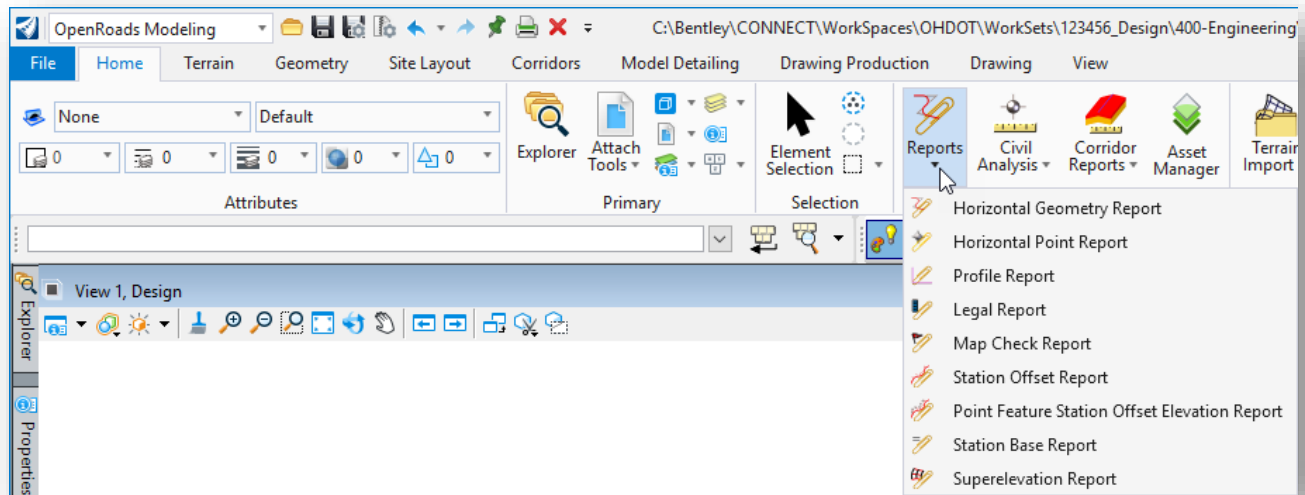 OpenRoads Modeling C:\Bentley\CONNECT\WorkSpaces\OHDOT\WorkSets\123456_Design\400-Engineering\
File Home Terrain Geometry Site Layout Corridors Model Detailing Drawing Production Drawing View
None Default
0 0 0 0 0
Explorer Attach Tools Element Selection Reports Civil Analysis Corridor Reports Asset Manager Terrain Import
Attributes Primary Selection
Horizontal Geometry Report
Horizontal Point Report
Profile Report
Legal Report
Map Check Report
Station Offset Report
Point Feature Station Offset Elevation Report
Station Base Report
Superelevation Report
View 1, Design
Explorer
Properties